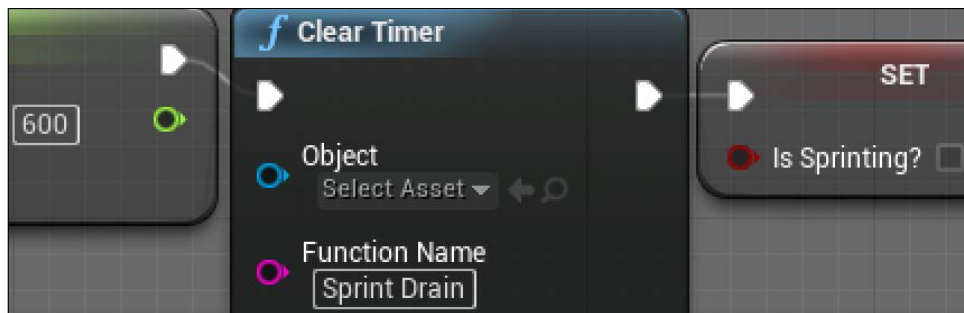 Clear Timer
SET
600
Object
Select Asset
Is Sprinting?
Function Name
Sprint Drain